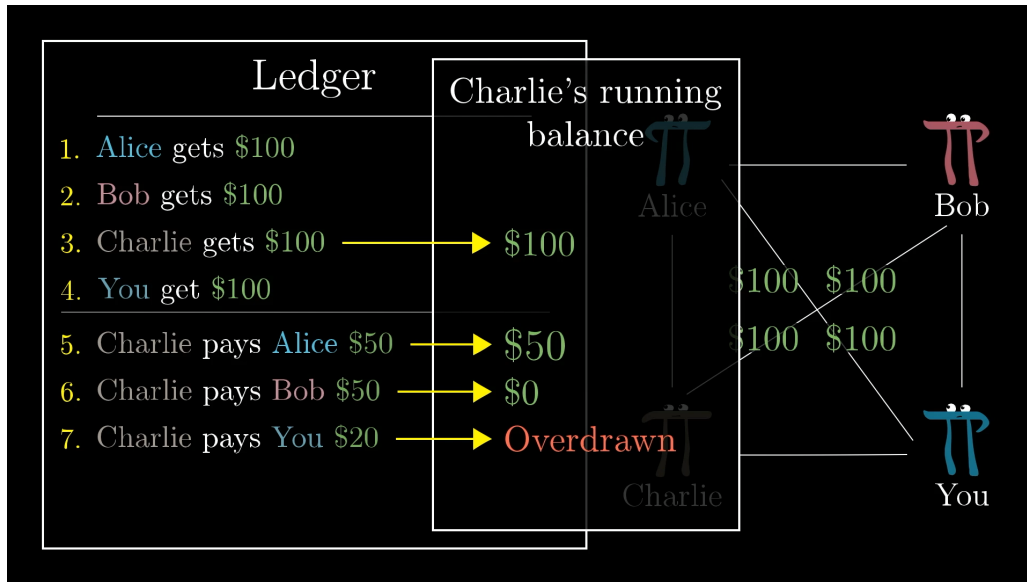 Ledger
1. Alice gets $100
2. Bob gets $100
3. Charlie gets $100
4. You get $100
5. Charlie pays Alice $50
6. Charlie pays Bob $50
7. Charlie pays You $20
Charlie's running
balance
$100
$50
$0
Overdrawn
Alice
Bob
$100 $100
$100 $100
Charlie
You